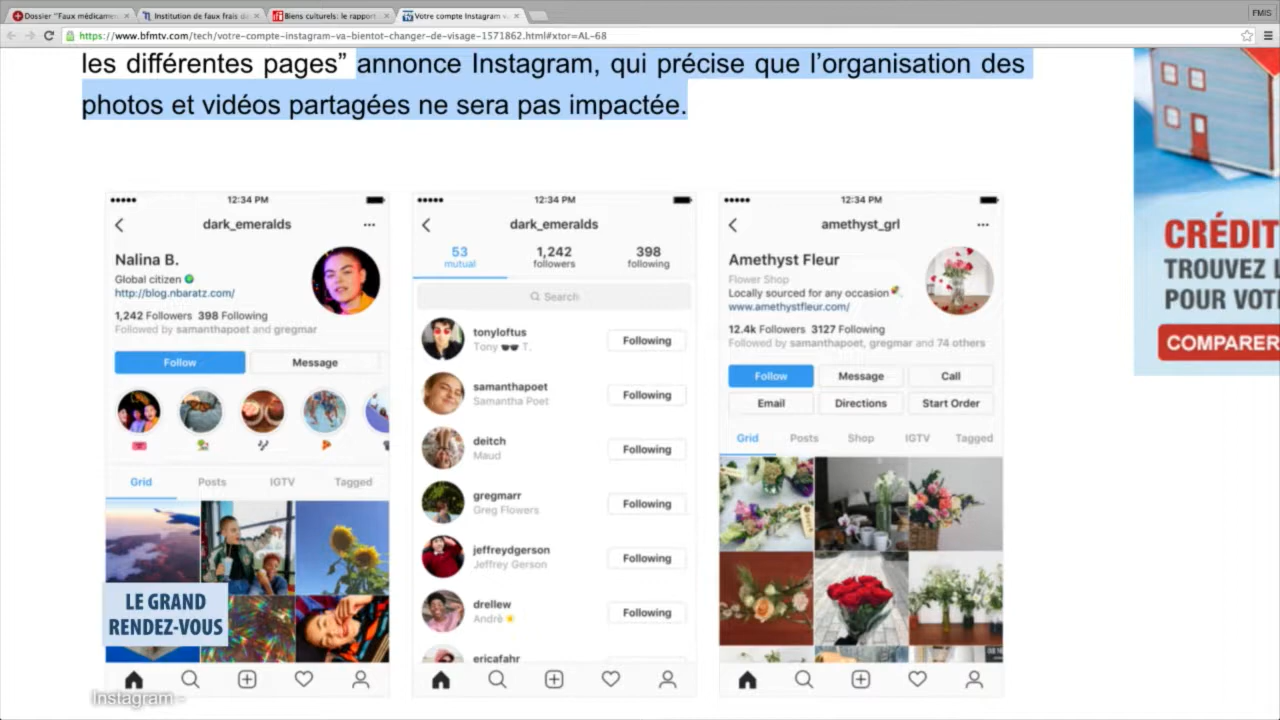 Dossier "Faux médicamen
Institution de faux frais d
Biens culturels: le rapport
Votre compte Instagram v
FMIS
https://www.bfmtv.com/tech/votre-compte-instagram-va-bientot-changer-de-visage-1571862.html#xtor=AL-68
les différentes pages” annonce Instagram, qui précise que l’organisation des
photos et vidéos partagées ne sera pas impactée.
12:34 PM
dark_emeralds
Nalina B.
Global citizen
http://blog.nbaratz.com/
1,242 Followers 398 Following
Followed by samanthapoet and gregmar
Follow
Message
Grid Posts IGTV Tagged
LE GRAND
RENDEZ-VOUS
Instagram -
12:34 PM
dark_emeralds
53 1,242 398
mutual followers following
Search
tonyloftus
Tony T.
Following
samanthapoet
Samantha Poet
Following
deitch
Maud
Following
gregmarr
Greg Flowers
Following
jeffreydgerson
Jeffrey Gerson
Following
drellew
Andrè
Following
ericafahr
12:34 PM
amethyst_grl
Amethyst Fleur
Flower Shop
Locally sourced for any occasion
www.amethystfleur.com/
12.4k Followers 3127 Following
Followed by samanthapoet, gregmar and 74 others
Follow Message Call
Email Directions Start Order
Grid Posts Shop IGTV Tagged
CRÉDIT
TROUVEZ L
POUR VOT
COMPARER